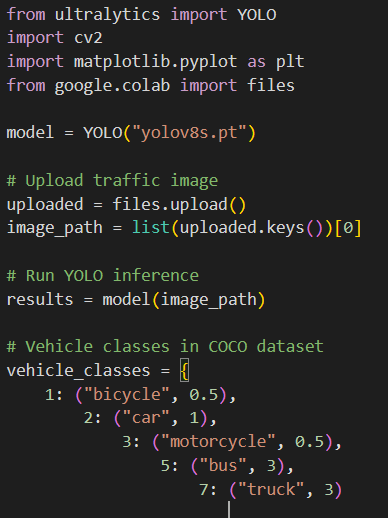 from ultralytics import YOLO
import cv2
import matplotlib.pyplot as plt
from google.colab import files

model = YOLO("yolov8s.pt")

# Upload traffic image
uploaded = files.upload()
image_path = list(uploaded.keys())[0]

# Run YOLO inference
results = model(image_path)

# Vehicle classes in COCO dataset
vehicle_classes = {
    1: ("bicycle", 0.5),
        2: ("car", 1),
            3: ("motorcycle", 0.5),
                5: ("bus", 3),
                    7: ("truck", 3)